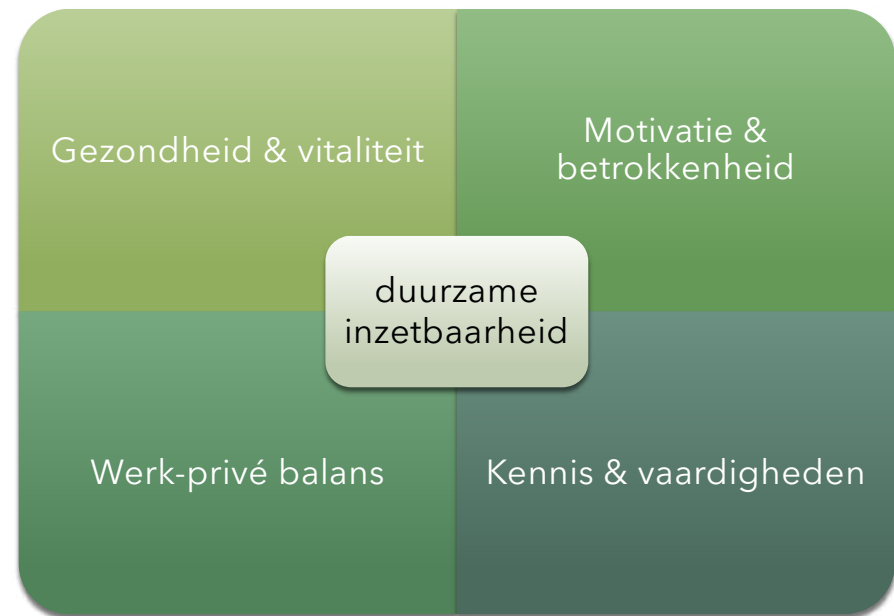 Gezondheid & vitaliteit
Motivatie &
betrokkenheid
duurzame
inzetbaarheid
Werk-privé balans
Kennis & vaardigheden